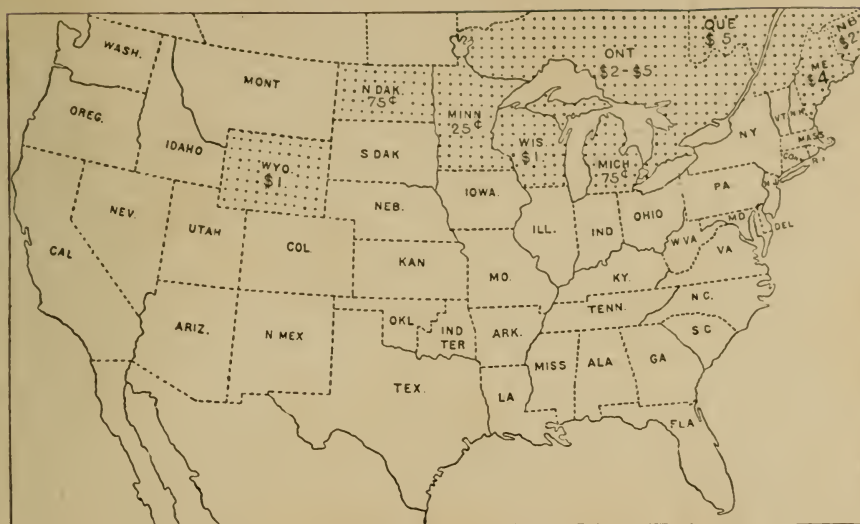 WASH.
MONT
N DAK.
75¢
MINN
25¢
ONT
$2-$5
QUE
$5
NB
$2
ME
$4
OREG.
IDAHO
WYO.
$1
S DAK
WIS
$1
MICH
75¢
VT
N.H.
NY
MASS
CON
R.I.
IOWA.
NEB.
NEV.
UTAH
COL.
CAL
ILL.
IND
OHIO
PA
N.J.
MD
DEL
W VA
VA
KAN
MO.
KY.
TENN.
N C.
S C
ARIZ.
N MEX
OKL
IND
TER
ARK.
TEX.
LA
MISS
ALA
GA
FLA